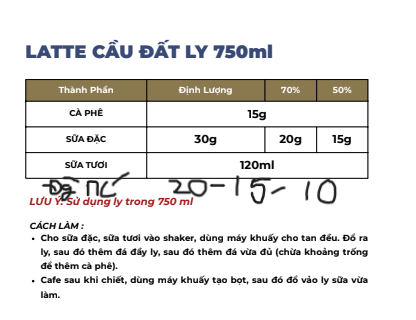 LATTE CẦU ĐẤT LY 750ml
Thành Phần Định Lượng 70% 50%
CÀ PHÊ 15g
SỮA ĐẶC 30g 20g 15g
SỮA TƯƠI 120ml
20-15-10
LƯU Ý: Sử dụng ly trong 750 ml
CÁCH LÀM :
• Cho sữa đặc, sữa tươi vào shaker, dùng máy khuấy cho tan đều. Đổ ra
ly, sau đó thêm đá đầy ly, sau đó thêm đá vừa đủ (chừa khoảng trống
để thêm cà phê).
• Cafe sau khi chiết, dùng máy khuấy tạo bọt, sau đó đổ vảo ly sữa vừa
làm.